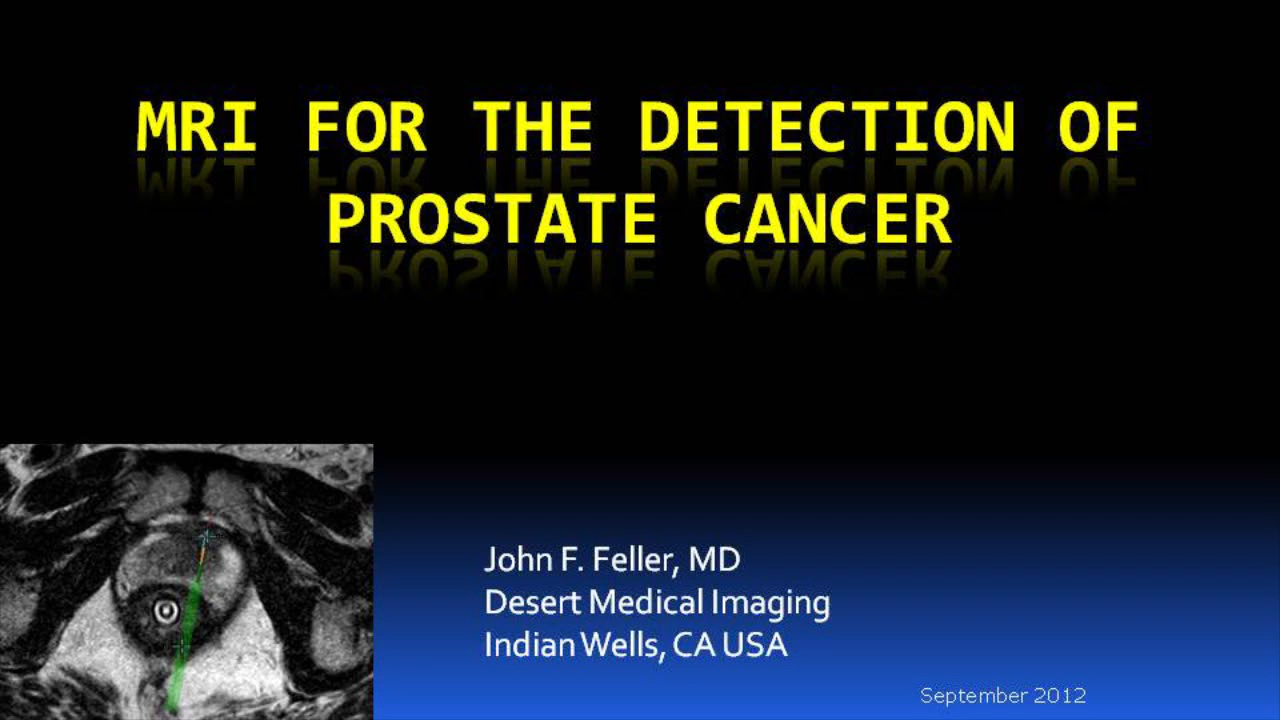 MRI FOR THE DETECTION OF
PROSTATE CANCER
John F. Feller, MD
Desert Medical Imaging
Indian Wells, CA USA
September 2012